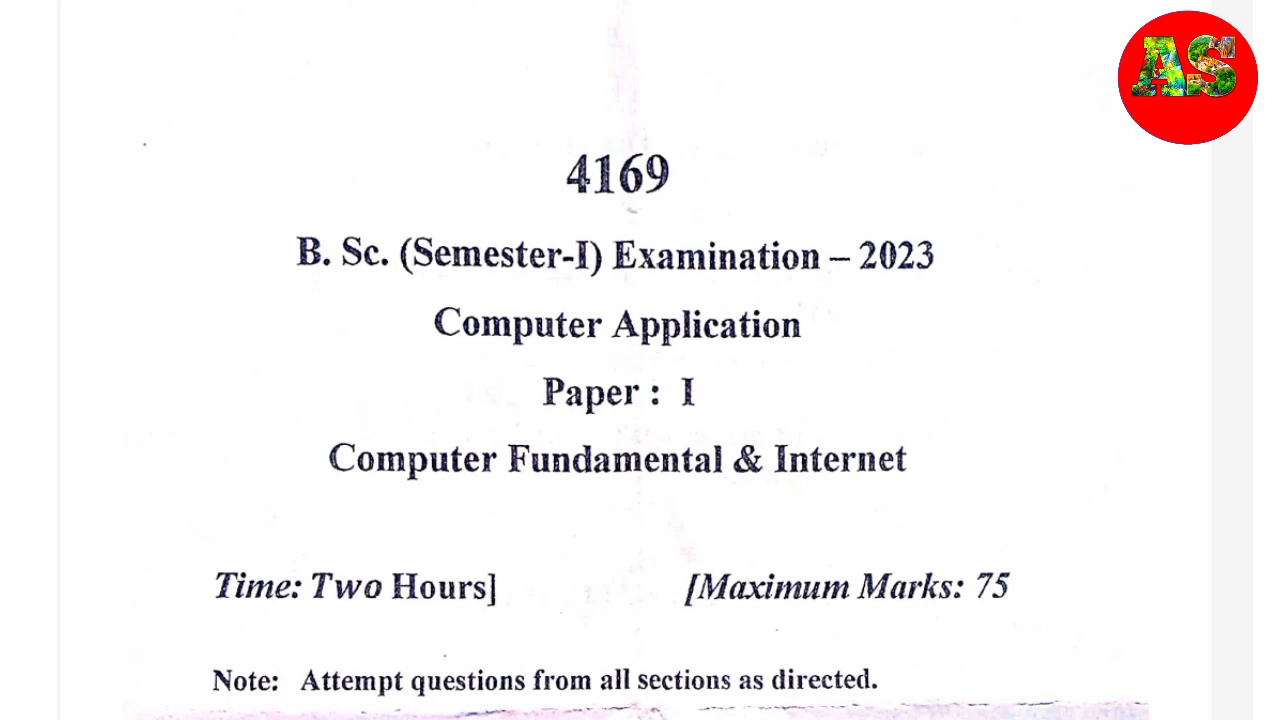 AS
4169
B. Sc. (Semester-I) Examination – 2023
Computer Application
Paper : I
Computer Fundamental & Internet
Time: Two Hours] [Maximum Marks: 75
Note: Attempt questions from all sections as directed.